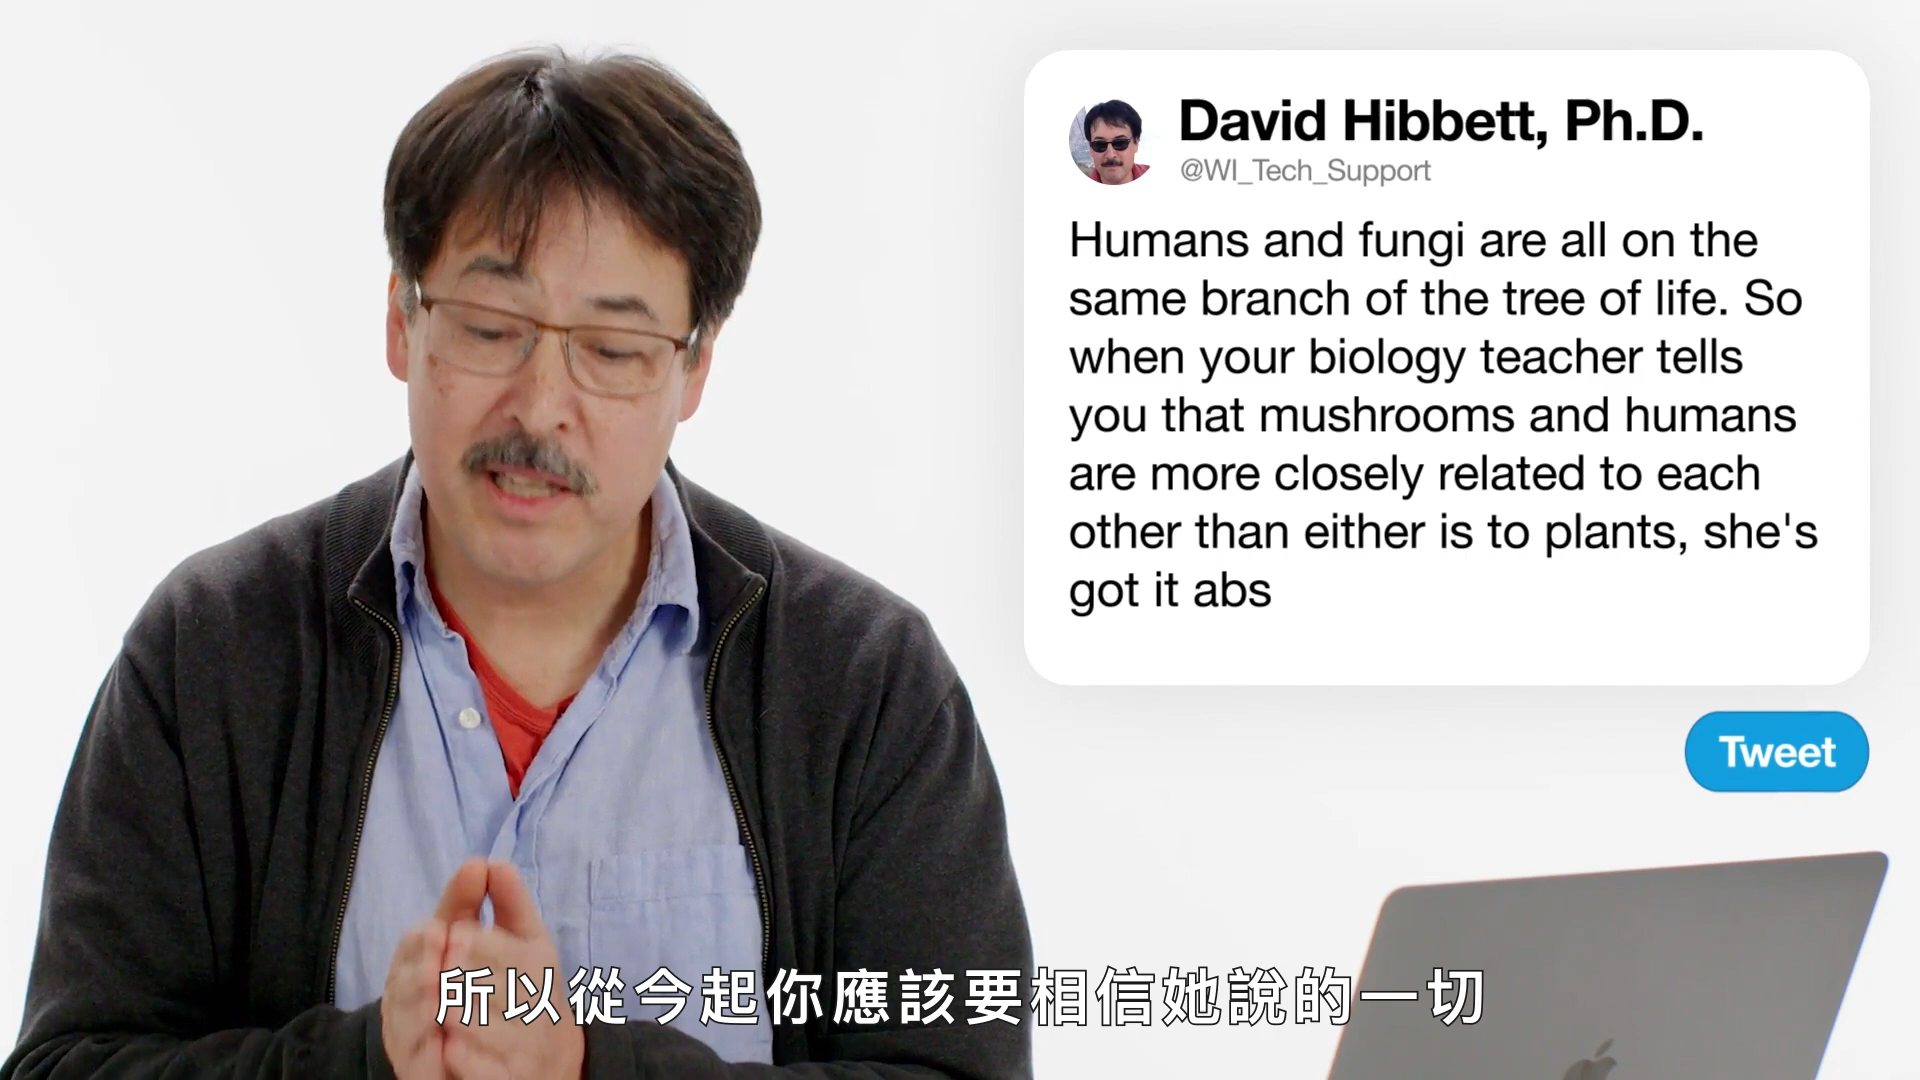 David Hibbett, Ph.D.
@WI_Tech_Support
Humans and fungi are all on the
same branch of the tree of life. So
when your biology teacher tells
you that mushrooms and humans
are more closely related to each
other than either is to plants, she's
got it abs
Tweet
所以從今起你應該要相信她說的一切